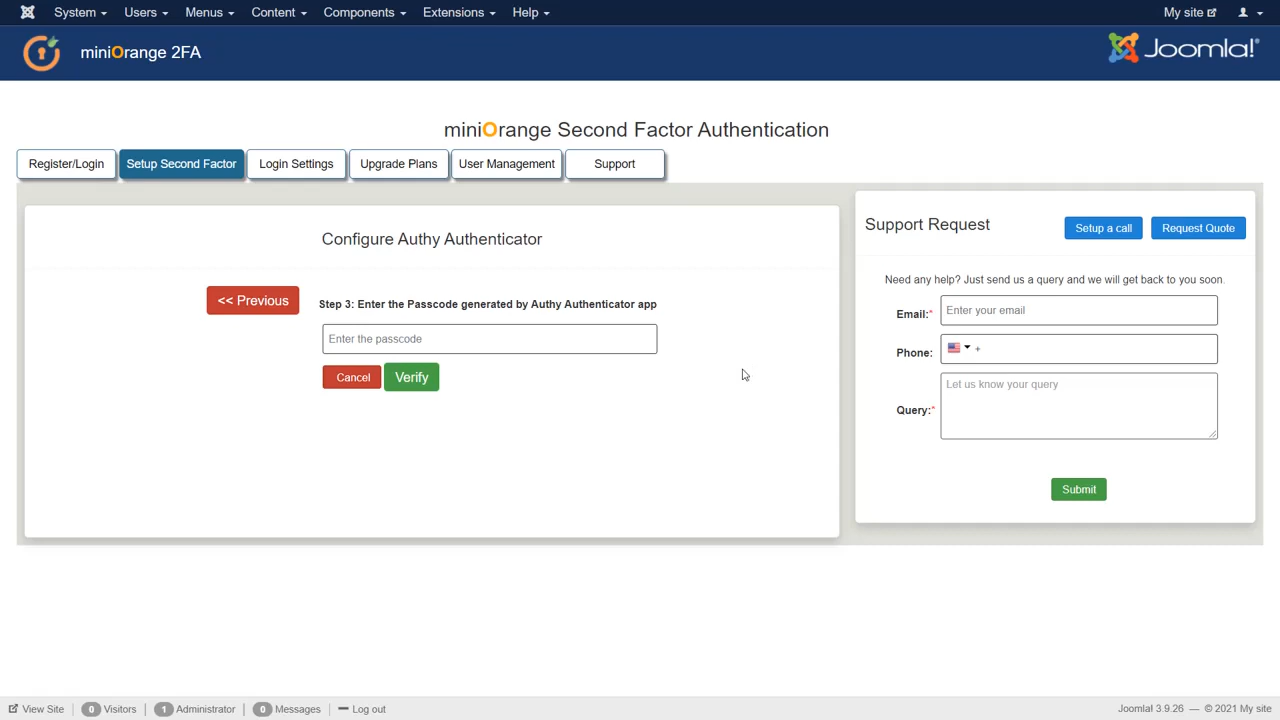 System Users Menus Content Components Extensions Help My site
miniOrange 2FA Joomla!®
miniOrange Second Factor Authentication
Register/Login Setup Second Factor Login Settings Upgrade Plans User Management Support
Configure Authy Authenticator
<< Previous
Step 3: Enter the Passcode generated by Authy Authenticator app
Enter the passcode
Cancel Verify
Support Request Setup a call Request Quote
Need any help? Just send us a query and we will get back to you soon.
Email:* Enter your email
Phone: +
Query:* Let us know your query
Submit
View Site 0 Visitors 1 Administrator 0 Messages Log out Joomla! 3.9.26 — © 2021 My site